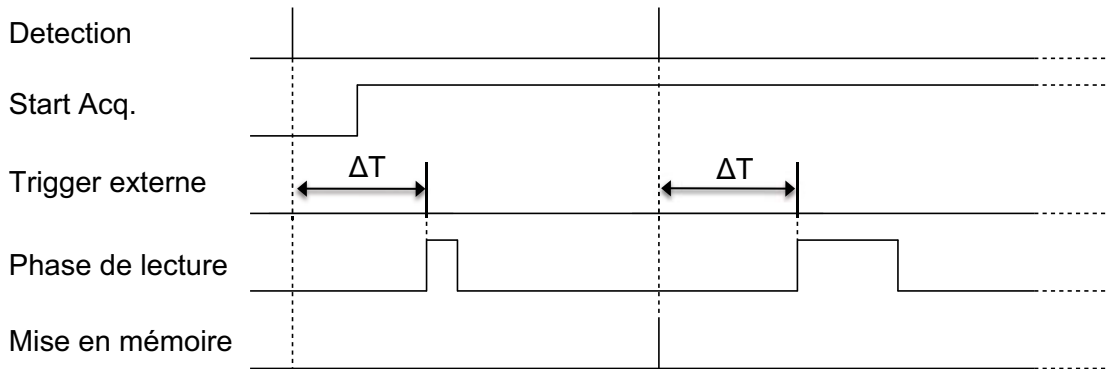 Detection
Start Acq.
Trigger externe
ΔT
ΔT
Phase de lecture
Mise en mémoire